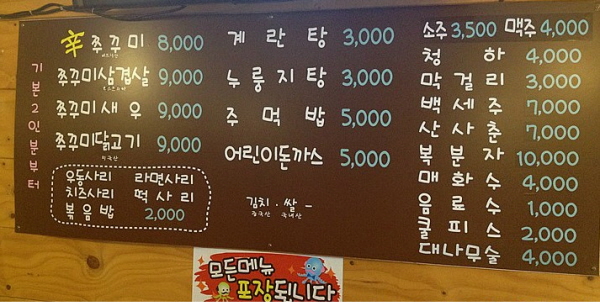 기본2인분부터
辛 쭈꾸미 8,000
쭈꾸미삼겹살 9,000
쭈꾸미새우 9,000
쭈꾸미닭고기 9,000
우동사리 라면사리
치즈사리 떡사리
볶음밥 2,000
계란탕 3,000
누룽지탕 3,000
주먹밥 5,000
어린이돈까스 5,000
김치 · 쌀 -
중국산 국내산
소주 3,500 맥주 4,000
청하 4,000
막걸리 3,000
백세주 7,000
산사춘 7,000
복분자 10,000
매화수 4,000
음료수 1,000
쿨피스 2,000
대나무술 4,000
모든메뉴
포장됩니다